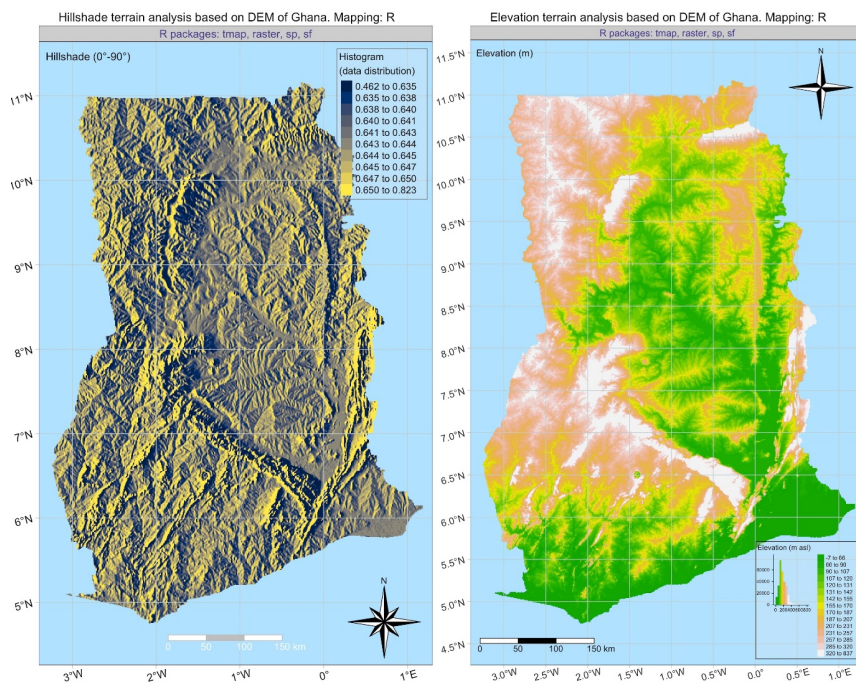 Hillshade terrain analysis based on DEM of Ghana. Mapping: R
R packages: tmap, raster, sp, sf
Hillshade (0°-90°)
Histogram
(data distribution)
0.462 to 0.635
0.635 to 0.638
0.638 to 0.640
0.640 to 0.641
0.641 to 0.643
0.643 to 0.644
0.644 to 0.645
0.645 to 0.647
0.647 to 0.650
0.650 to 0.823
11°N
10°N
9°N
8°N
7°N
6°N
5°N
N
0 50 100 150 km
3°W 2°W 1°W 0° 1°E
Elevation terrain analysis based on DEM of Ghana. Mapping: R
R packages: tmap, raster, sp, sf
Elevation (m)
N
11.5°N
11.0°N
10.5°N
10.0°N
9.5°N
9.0°N
8.5°N
8.0°N
7.5°N
7.0°N
6.5°N
6.0°N
5.5°N
5.0°N
4.5°N
Elevation (m asl)
-7 to 66
66 to 90
90 to 107
107 to 120
120 to 131
131 to 142
142 to 155
155 to 170
170 to 187
187 to 207
207 to 231
231 to 257
257 to 285
285 to 320
320 to 837
80000
40000
0
0 50 100 150 km
3.0°W 2.5°W 2.0°W 1.5°W 1.0°W 0.5°W 0.0° 0.5°E 1.0°E